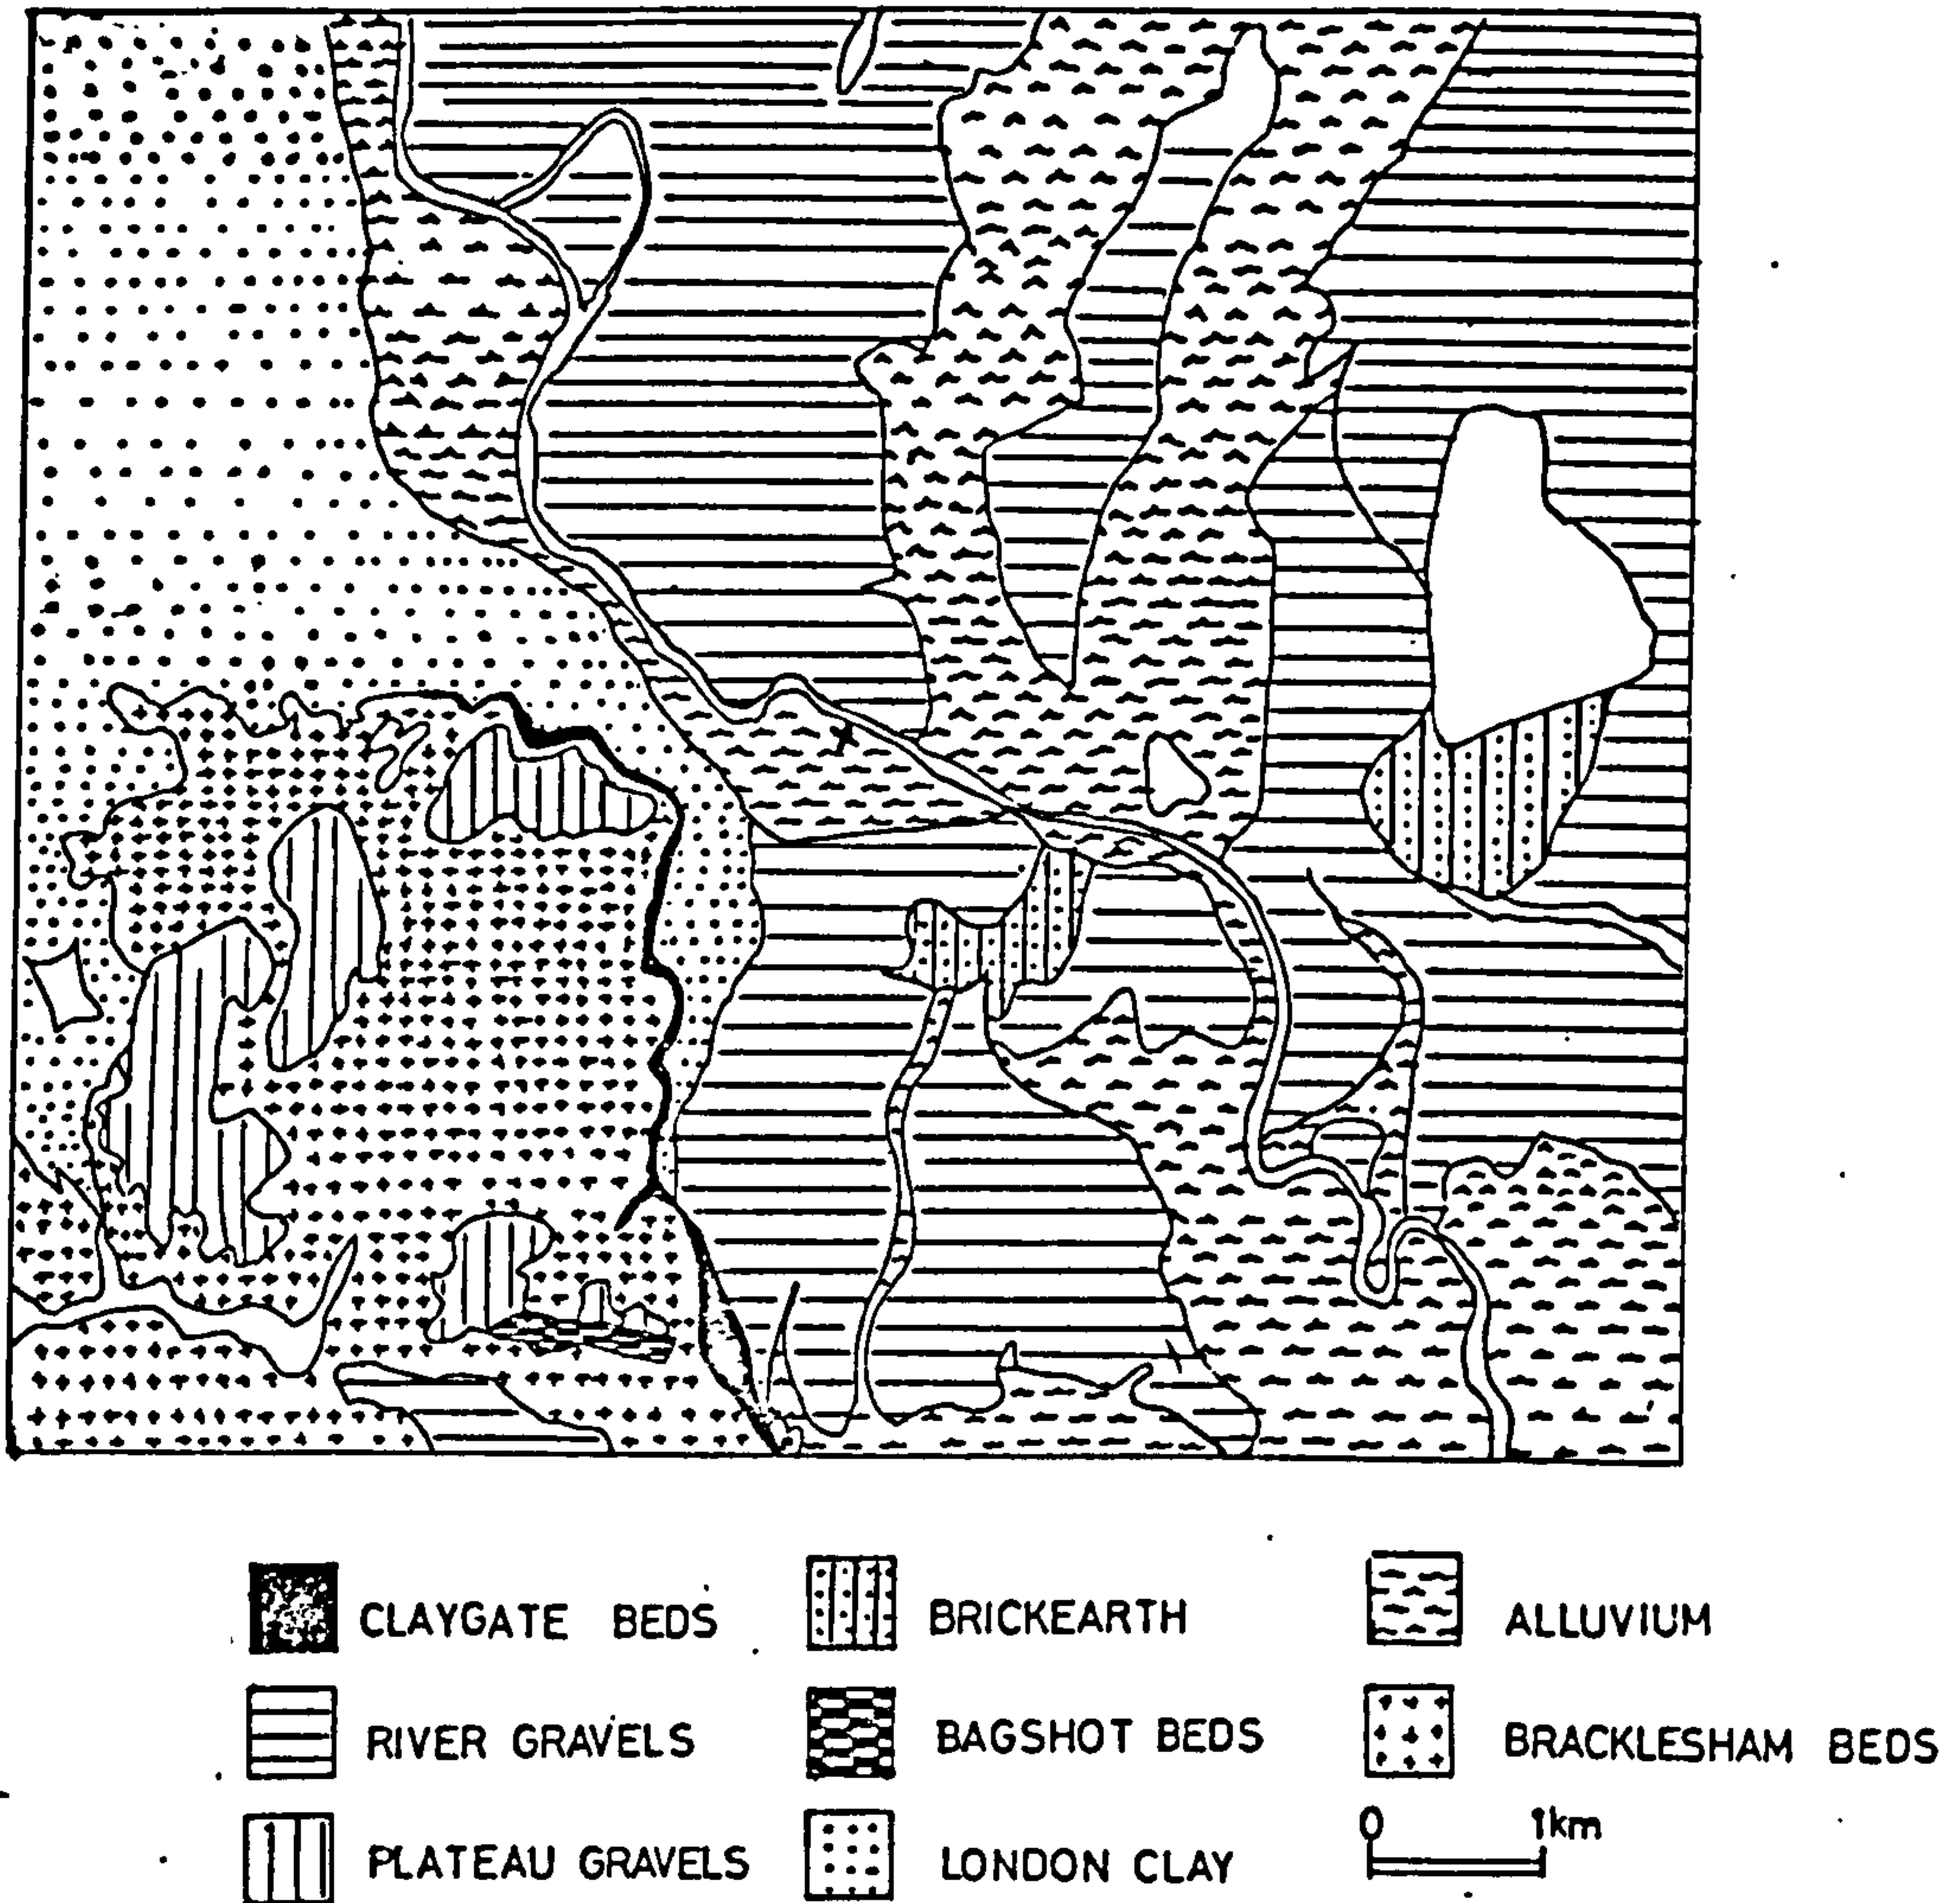 CLAYGATE BEDS
BRICKEARTH
ALLUVIUM
RIVER GRAVELS
BAGSHOT BEDS
BRACKLESHAM BEDS
PLATEAU GRAVELS
LONDON CLAY
0 1km